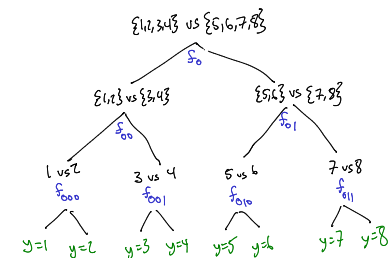 {1,2,3,4} vs {5,6,7,8}
f₀
{1,2} vs {3,4} {5,6} vs {7,8}
f₀₀ f₀₁
1 vs 2 3 vs 4 5 vs 6 7 vs 8
f₀₀₀ f₀₀₁ f₀₁₀ f₀₁₁
y=1 y=2 y=3 y=4 y=5 y=6 y=7 y=8